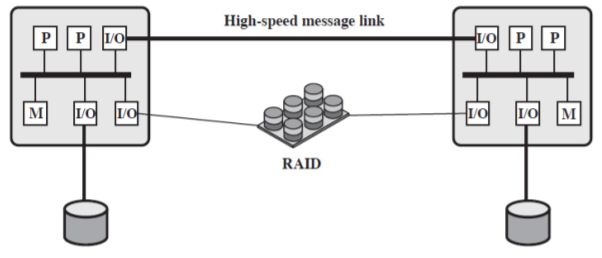 High-speed message link
P P I/O
I/O P P
M I/O I/O
I/O I/O M
RAID